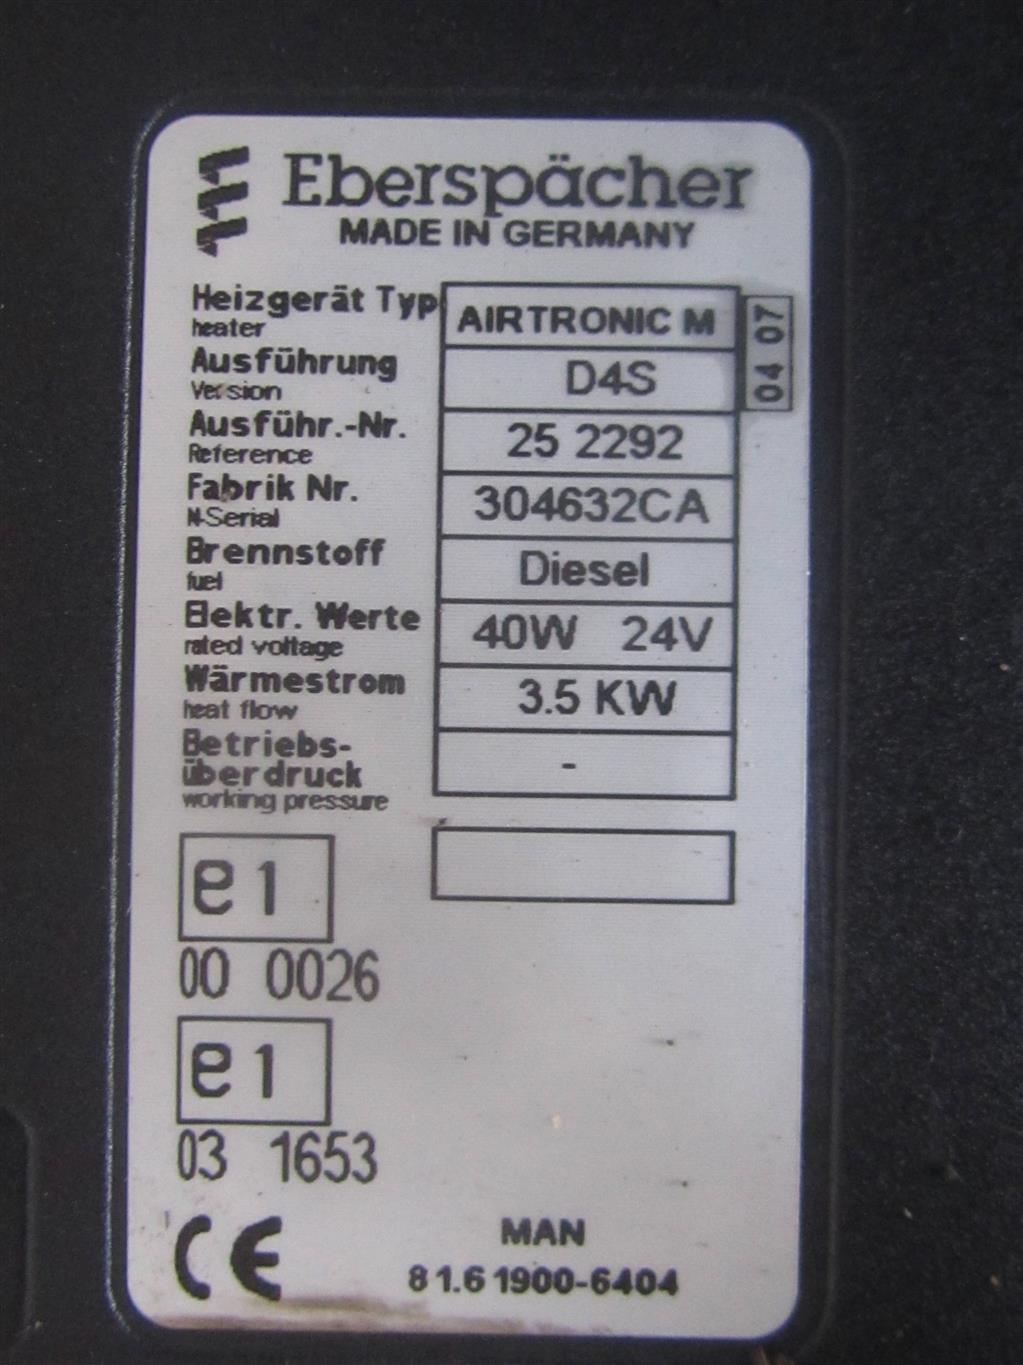 Eberspächer
MADE IN GERMANY
Heizgerät Typ AIRTRONIC M 04 07
heater
Ausführung D4S
Version
Ausführ.-Nr. 25 2292
Reference
Fabrik Nr. 304632CA
N-Serial
Brennstoff Diesel
fuel
Elektr. Werte 40W 24V
rated voltage
Wärmestrom 3.5 KW
heat flow
Betriebs-
überdruck -
working pressure
e1
00 0026
e1
03 1653
CE MAN
81.61900-6404